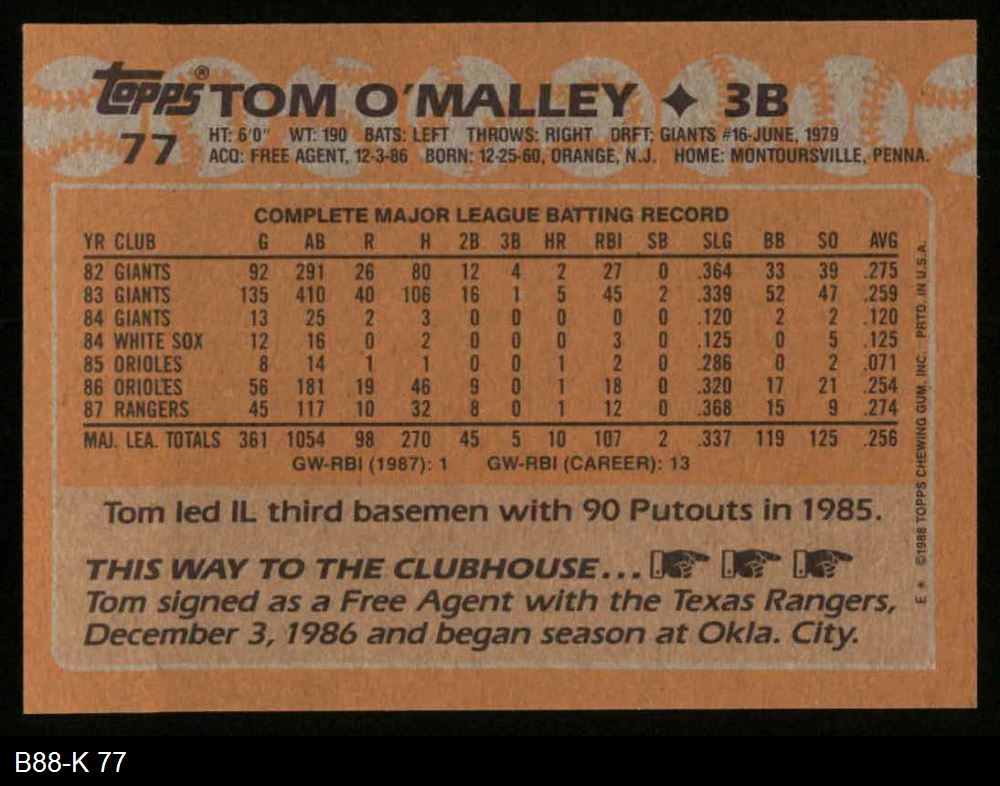 topps® TOM O'MALLEY ✦ 3B
77 HT: 6'0" WT: 190 BATS: LEFT THROWS: RIGHT DRFT: GIANTS #16-JUNE, 1979
ACQ: FREE AGENT, 12-3-86 BORN: 12-25-60, ORANGE, N.J. HOME: MONTOURSVILLE, PENNA.
COMPLETE MAJOR LEAGUE BATTING RECORD
YR CLUB G AB R H 2B 3B HR RBI SB SLG BB SO AVG
82 GIANTS 92 291 26 80 12 4 2 27 0 .364 33 39 .275
83 GIANTS 135 410 40 106 16 1 5 45 2 .339 52 47 .259
84 GIANTS 13 25 2 3 0 0 0 0 0 .120 2 2 .120
84 WHITE SOX 12 16 0 2 0 0 0 3 0 .125 0 5 .125
85 ORIOLES 8 14 1 1 0 0 1 2 0 .286 0 2 .071
86 ORIOLES 56 181 19 46 9 0 1 18 0 .320 17 21 .254
87 RANGERS 45 117 10 32 8 0 1 12 0 .368 15 9 .274
MAJ. LEA. TOTALS 361 1054 98 270 45 5 10 107 2 .337 119 125 .256
GW-RBI (1987): 1 GW-RBI (CAREER): 13
Tom led IL third basemen with 90 Putouts in 1985.
THIS WAY TO THE CLUBHOUSE...
Tom signed as a Free Agent with the Texas Rangers,
December 3, 1986 and began season at Okla. City.
E * ©1988 TOPPS CHEWING GUM, INC. PRTD. IN U.S.A.
B88-K 77